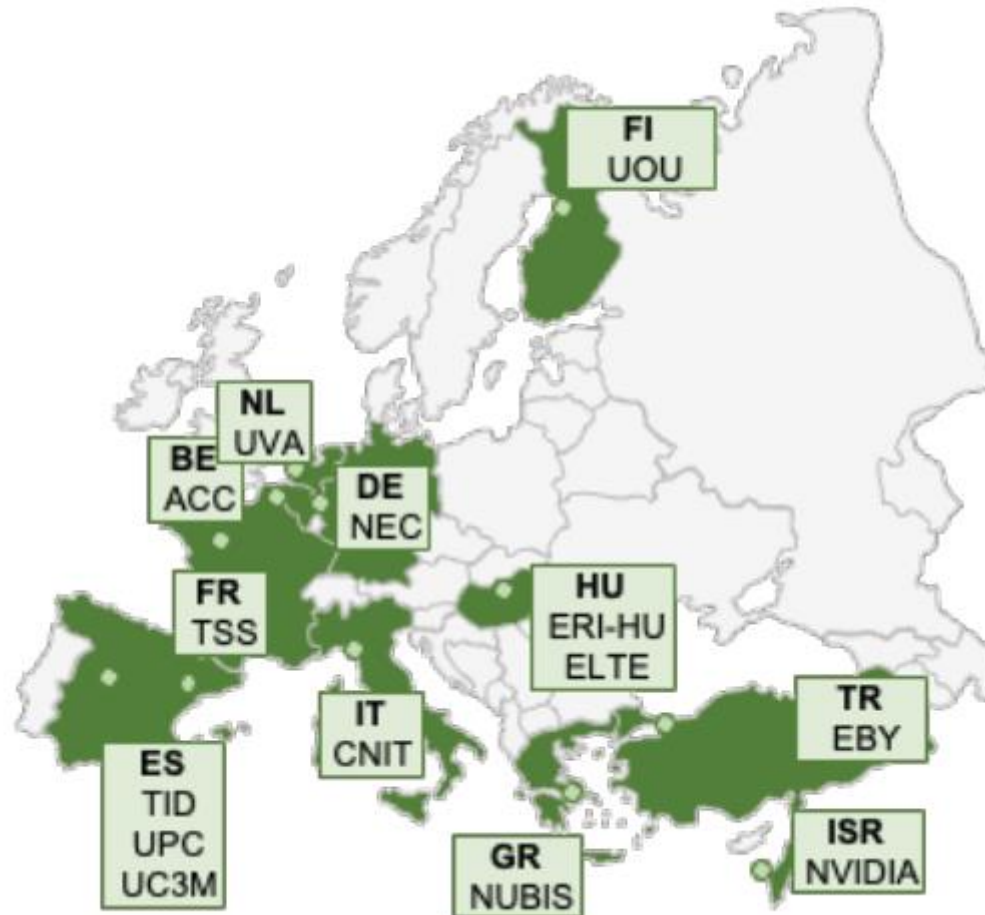 FI
UOU
NL
UVA
BE
ACC
DE
NEC
FR
TSS
HU
ERI-HU
ELTE
IT
CNIT
TR
EBY
ES
TID
UPC
UC3M
GR
NUBIS
ISR
NVIDIA